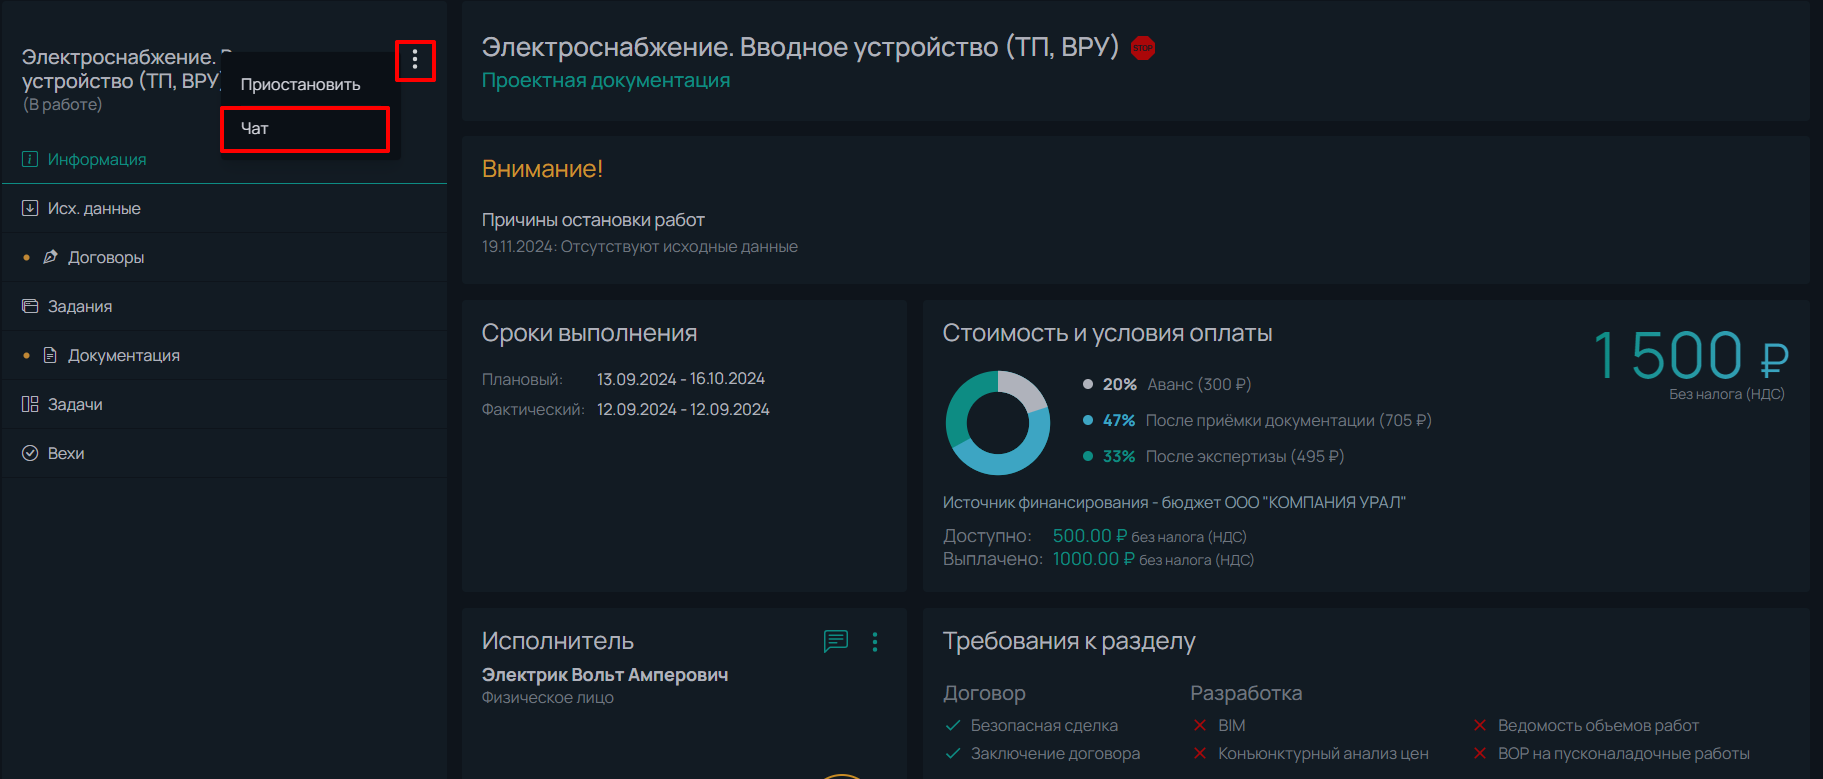 Электроснабжение.
устройство (ТП, ВРУ)
(В работе)
Приостановить
Чат
Информация
Исх. данные
Договоры
Задания
Документация
Задачи
Вехи
Электроснабжение. Вводное устройство (ТП, ВРУ) STOP
Проектная документация
Внимание!
Причины остановки работ
19.11.2024: Отсутствуют исходные данные
Сроки выполнения
Плановый: 13.09.2024 - 16.10.2024
Фактический: 12.09.2024 - 12.09.2024
Стоимость и условия оплаты
1 500 ₽
Без налога (НДС)
20% Аванс (300 ₽)
47% После приёмки документации (705 ₽)
33% После экспертизы (495 ₽)
Источник финансирования - бюджет ООО "КОМПАНИЯ УРАЛ"
Доступно: 500.00 ₽ без налога (НДС)
Выплачено: 1000.00 ₽ без налога (НДС)
Исполнитель
Электрик Вольт Амперович
Физическое лицо
Требования к разделу
Договор
Безопасная сделка
Заключение договора
Разработка
BIM
Конъюнктурный анализ цен
Ведомость объемов работ
ВОР на пусконаладочные работы